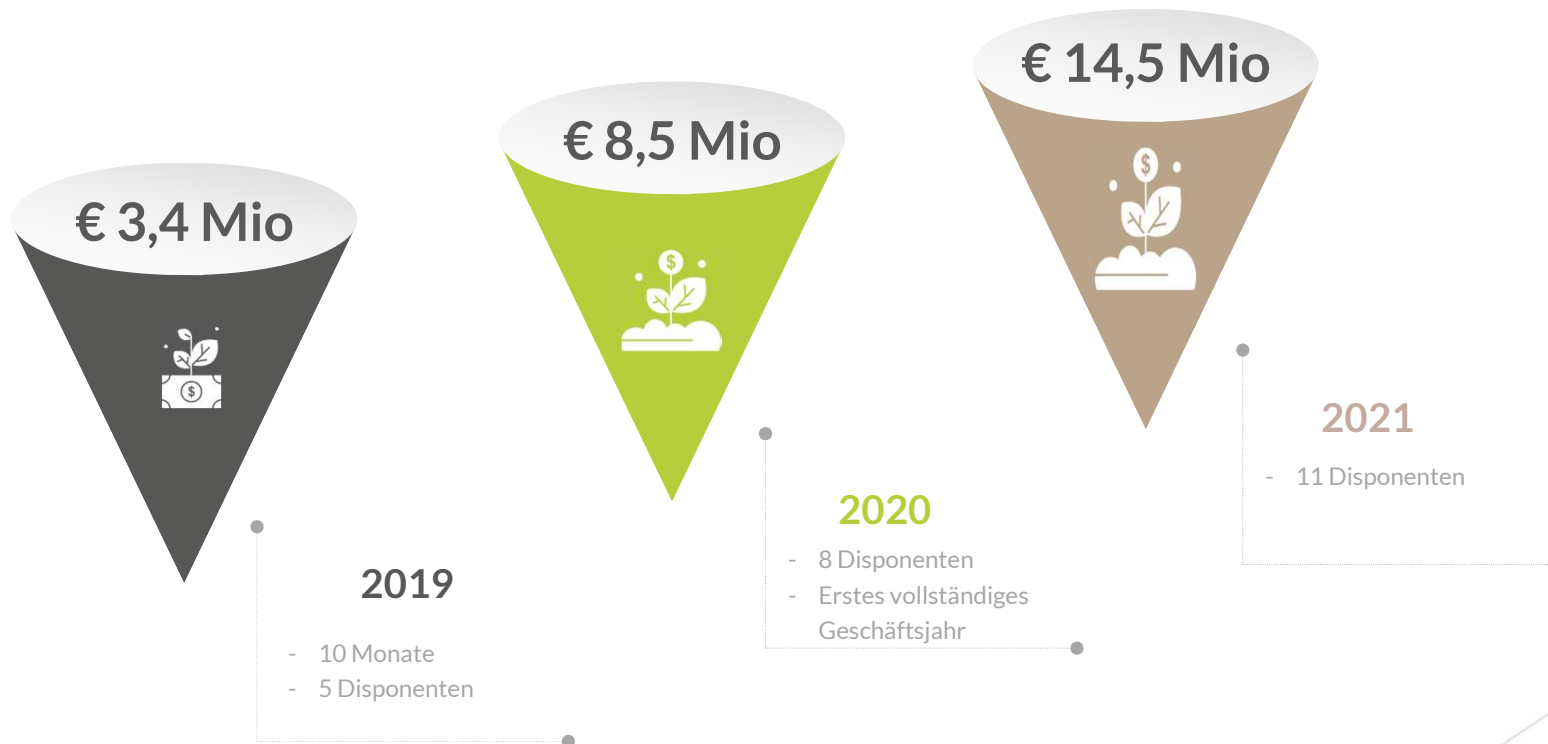 € 3,4 Mio
$
2019
- 10 Monate
- 5 Disponenten
€ 8,5 Mio
$
2020
- 8 Disponenten
- Erstes vollständiges
Geschäftsjahr
€ 14,5 Mio
$
2021
- 11 Disponenten